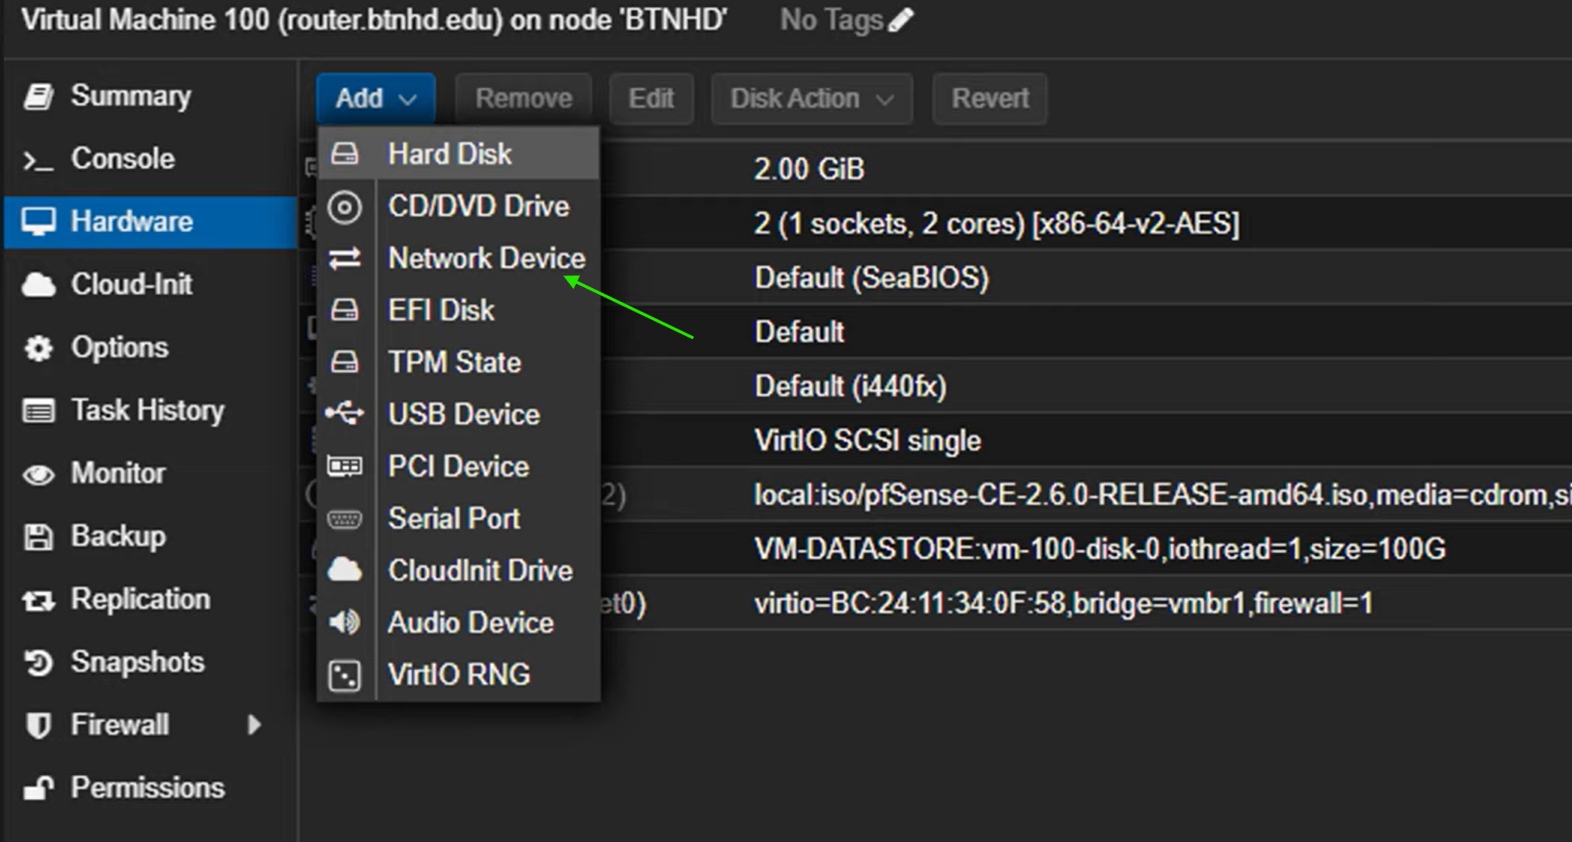 Virtual Machine 100 (router.btnhd.edu) on node 'BTNHD' No Tags
Summary
Console
Hardware
Cloud-Init
Options
Task History
Monitor
Backup
Replication
Snapshots
Firewall
Permissions
Add Remove Edit Disk Action Revert
Hard Disk
CD/DVD Drive
Network Device
EFI Disk
TPM State
USB Device
PCI Device
Serial Port
CloudInit Drive
Audio Device
VirtIO RNG
2.00 GiB
2 (1 sockets, 2 cores) [x86-64-v2-AES]
Default (SeaBIOS)
Default
Default (i440fx)
VirtIO SCSI single
2) local:iso/pfSense-CE-2.6.0-RELEASE-amd64.iso,media=cdrom,si
VM-DATASTORE:vm-100-disk-0,iothread=1,size=100G
et0) virtio=BC:24:11:34:0F:58,bridge=vmbr1,firewall=1